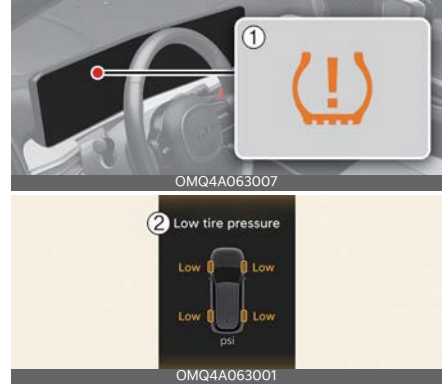 ①
OMQ4A063007
② Low tire pressure
Low Low
Low Low
psi
OMQ4A063001